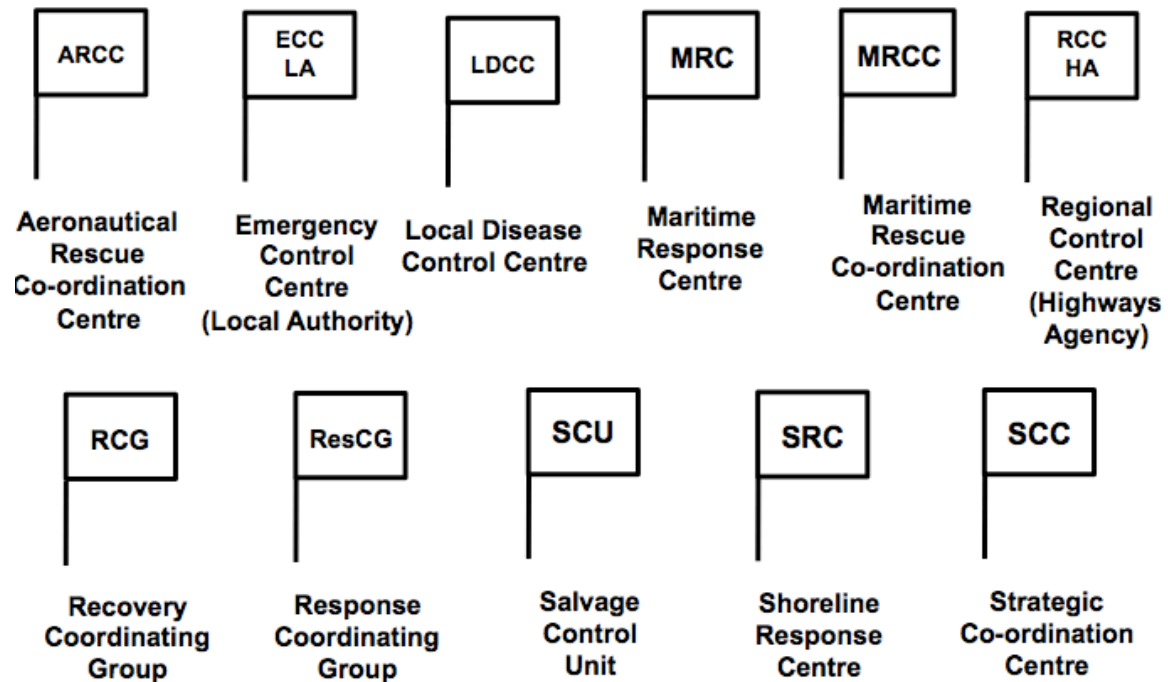 ARCC
ECC
LA
LDCC
MRC
MRCC
RCC
HA
Aeronautical
Rescue
Co-ordination
Centre
Emergency
Control
Centre
(Local Authority)
Local Disease
Control Centre
Maritime
Response
Centre
Maritime
Rescue
Co-ordination
Centre
Regional
Control
Centre
(Highways
Agency)
RCG
ResCG
SCU
SRC
SCC
Recovery
Coordinating
Group
Response
Coordinating
Group
Salvage
Control
Unit
Shoreline
Response
Centre
Strategic
Co-ordination
Centre